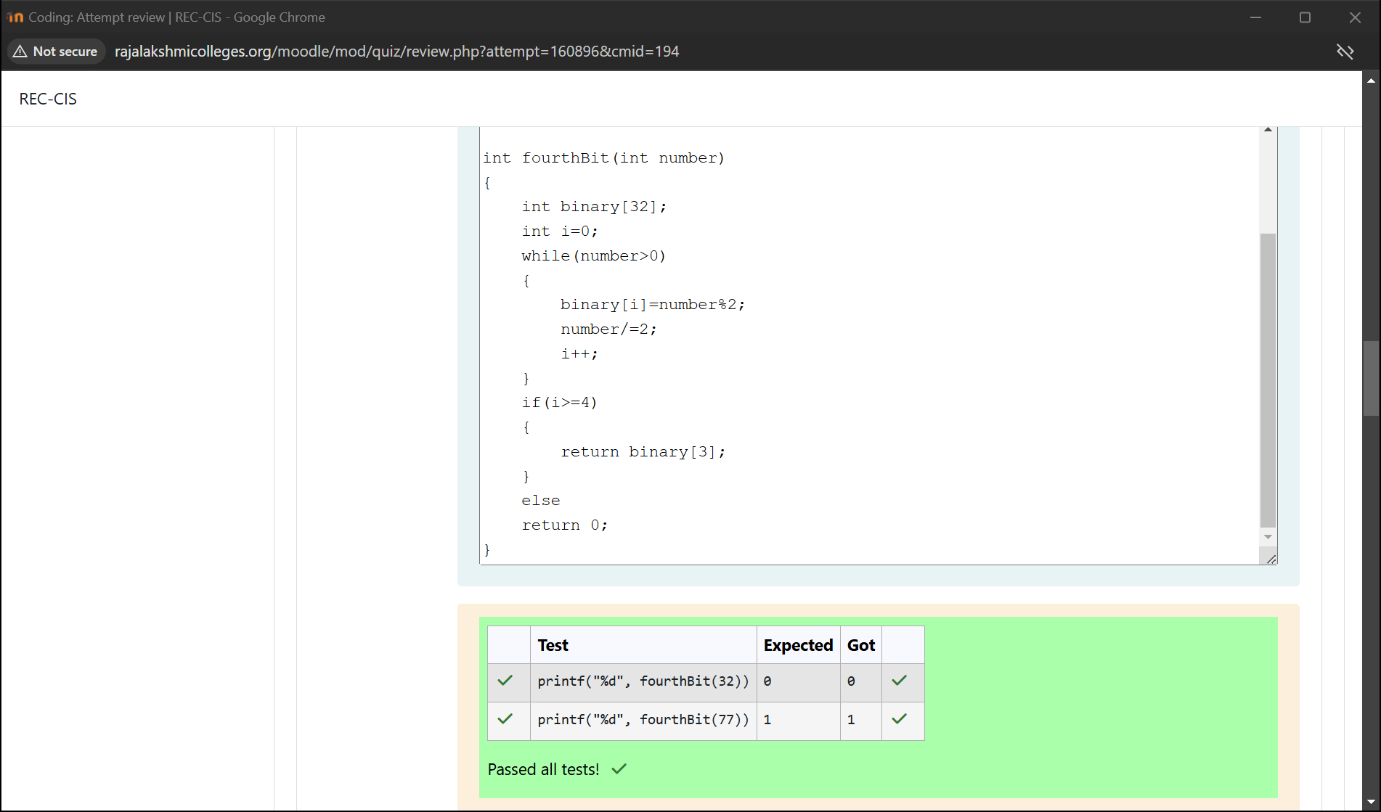 Coding: Attempt review | REC-CIS - Google Chrome
Not secure rajalakshmicolleges.org/moodle/mod/quiz/review.php?attempt=160896&cmid=194
REC-CIS
int fourthBit(int number)
{
    int binary[32];
    int i=0;
    while(number>0)
    {
        binary[i]=number%2;
        number/=2;
        i++;
    }
    if(i>=4)
    {
        return binary[3];
    }
    else
    return 0;
}
Test Expected Got
printf("%d", fourthBit(32)) 0 0
printf("%d", fourthBit(77)) 1 1
Passed all tests!